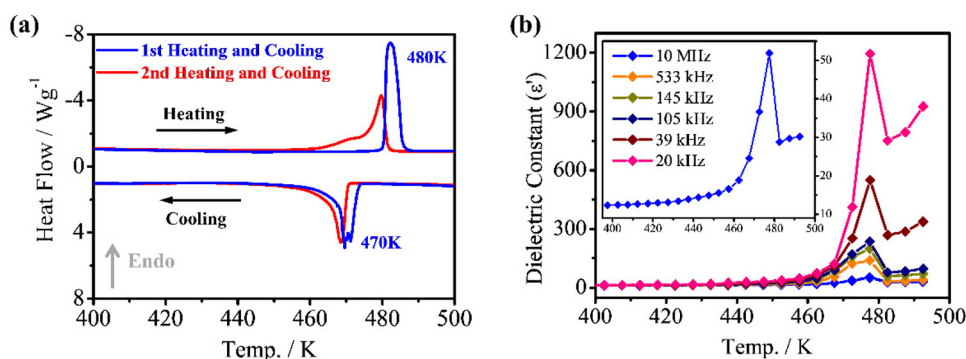 (a)
Heat Flow / Wg-1
-8
-4
0
4
8
1st Heating and Cooling
2nd Heating and Cooling
480K
Heating
Cooling
470K
Endo
400 420 440 460 480 500
Temp. / K
(b)
Dielectric Constant (ε')
1200
900
600
300
0
10 MHz
533 kHz
145 kHz
105 kHz
39 kHz
20 kHz
50
40
30
20
10
400 420 440 460 480 500
400 420 440 460 480 500
Temp. / K